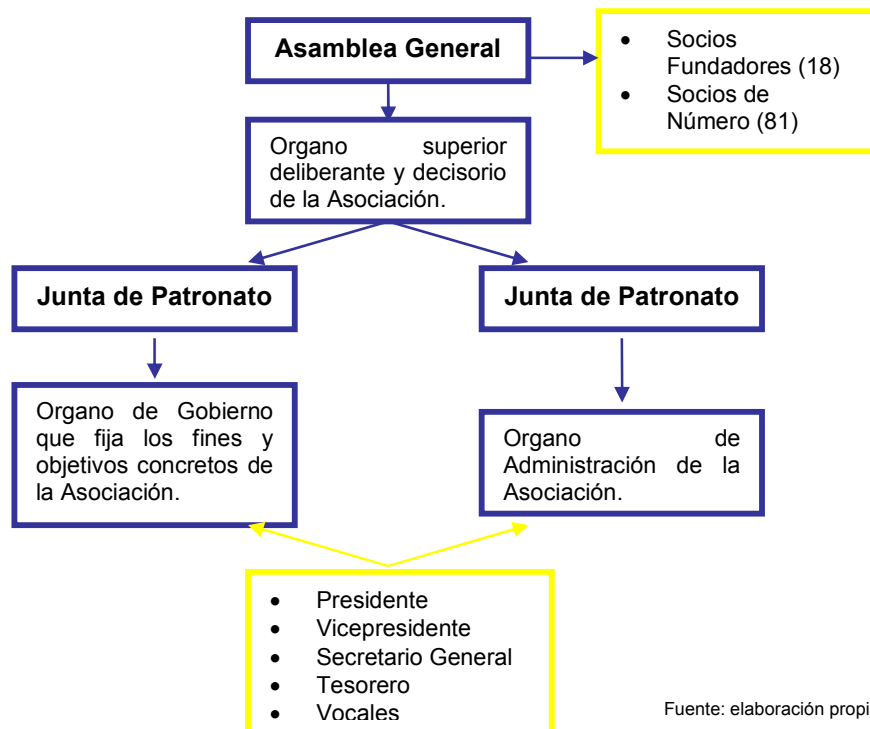 Asamblea General
• Socios
Fundadores (18)
• Socios de
Número (81)
Organo superior
deliberante y decisorio
de la Asociación.
Junta de Patronato
Junta de Patronato
Organo de Gobierno
que fija los fines y
objetivos concretos de
la Asociación.
Organo de
Administración de la
Asociación.
• Presidente
• Vicepresidente
• Secretario General
• Tesorero
• Vocales
Fuente: elaboración propi